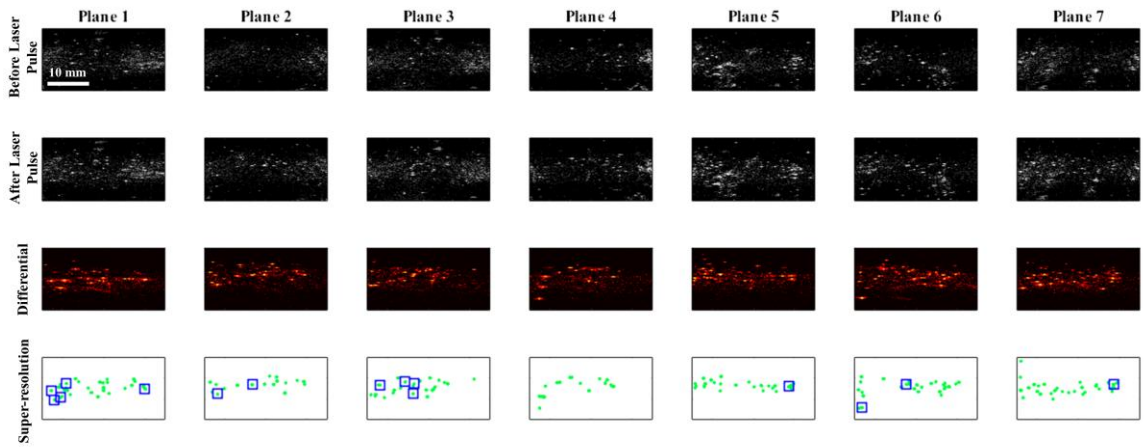 Plane 1 Plane 2 Plane 3 Plane 4 Plane 5 Plane 6 Plane 7
Before Laser
Pulse
10 mm
After Laser
Pulse
Differential
Super-resolution